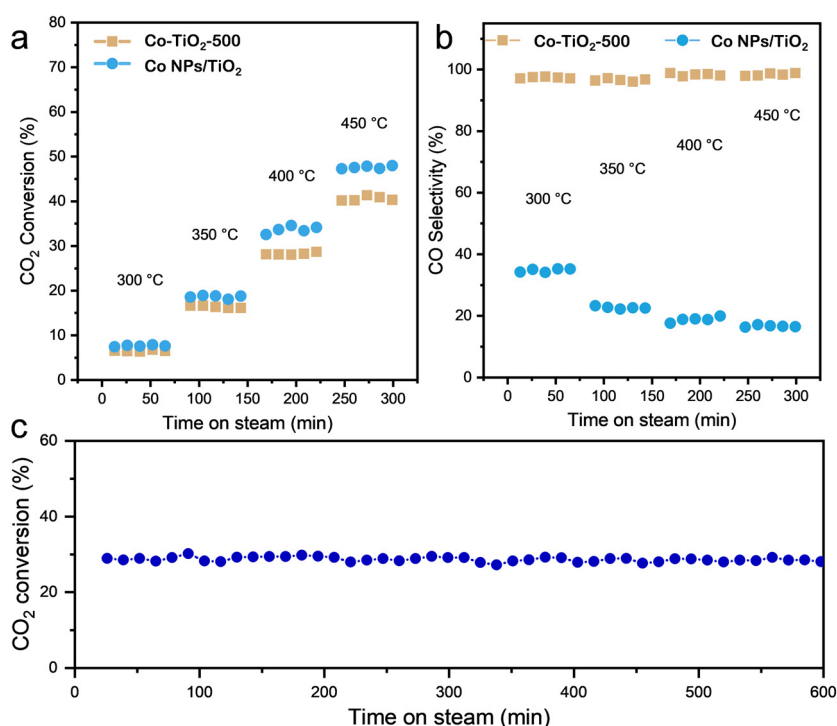 a
Co-TiO2-500
Co NPs/TiO2
CO2 Conversion (%)
80
70
60
50
40
30
20
10
0
300 °C
350 °C
400 °C
450 °C
0 50 100 150 200 250 300
Time on steam (min)
b
Co-TiO2-500 Co NPs/TiO2
CO Selectivity (%)
100
80
60
40
20
0
300 °C
350 °C
400 °C
450 °C
0 50 100 150 200 250 300
Time on steam (min)
c
CO2 conversion (%)
60
40
20
0
0 100 200 300 400 500 600
Time on steam (min)